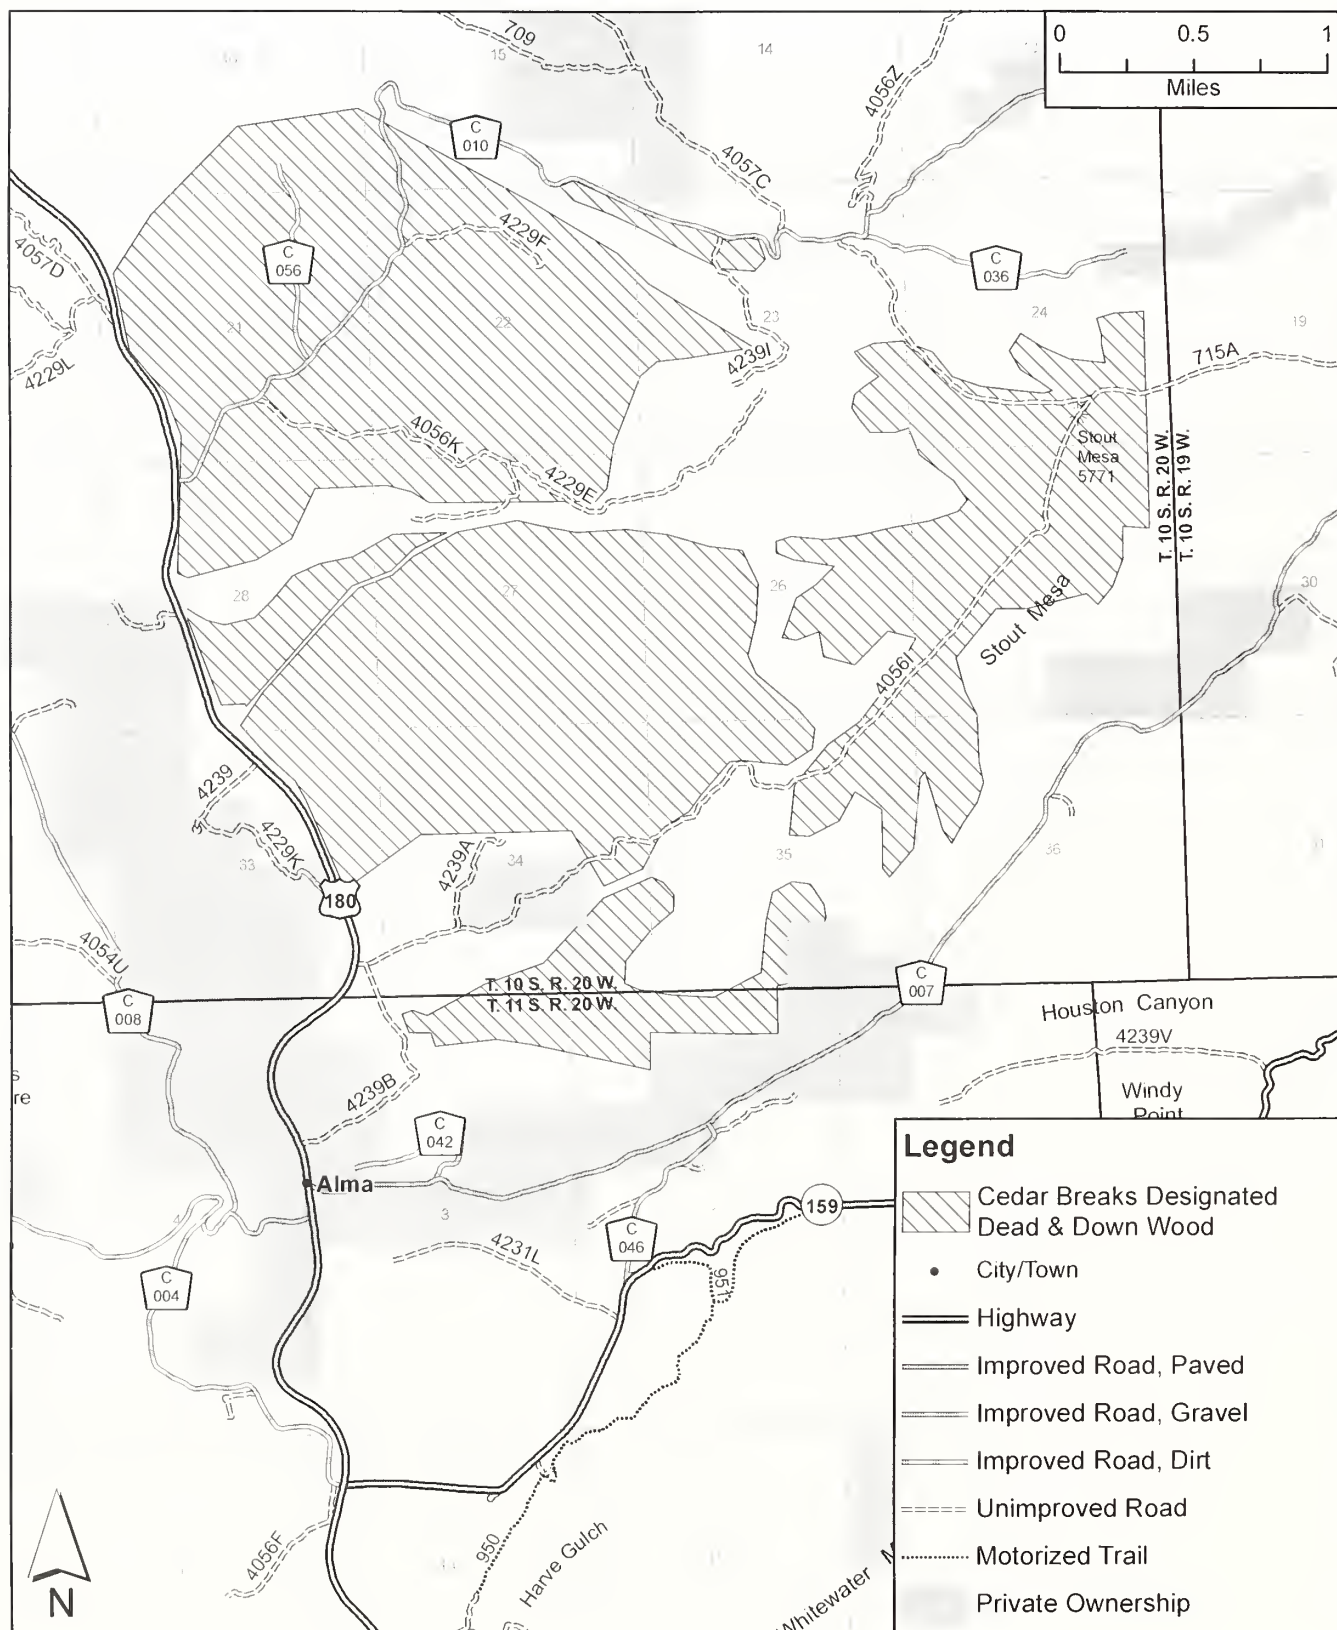 709
15
14
0 0.5 1
Miles
4056Z
C
010
4057C
4229F
C
056
C
036
4057D
4229L
21
22
23
24
19
4239I
715A
4056K
4229E
Stout
Mesa
5771
T. 10 S. R. 20 W.
T. 10 S. R. 19 W.
28
27
26
30
Stout Mesa
4056I
4239
4229K
33
4239A
34
35
36
180
4054U
C
008
T. 10 S. R. 20 W.
T. 11 S. R. 20 W.
C
007
Houston Canyon
4239V
s
re
4239B
Windy
Point
C
042
Alma
3
4
159
C
046
4231L
951
C
004
4056F
950
Harve Gulch
Whitewater M
N
Legend
Cedar Breaks Designated
Dead & Down Wood
City/Town
Highway
Improved Road, Paved
Improved Road, Gravel
Improved Road, Dirt
Unimproved Road
Motorized Trail
Private Ownership